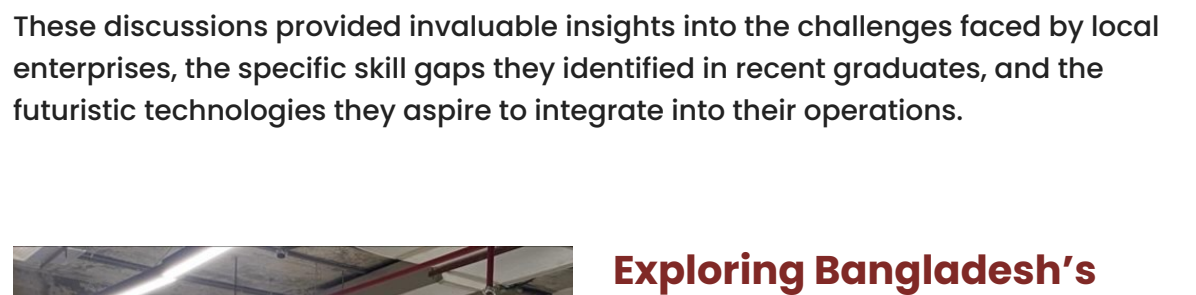 These discussions provided invaluable insights into the challenges faced by local
enterprises, the specific skill gaps they identified in recent graduates, and the
futuristic technologies they aspire to integrate into their operations.
Exploring Bangladesh’s